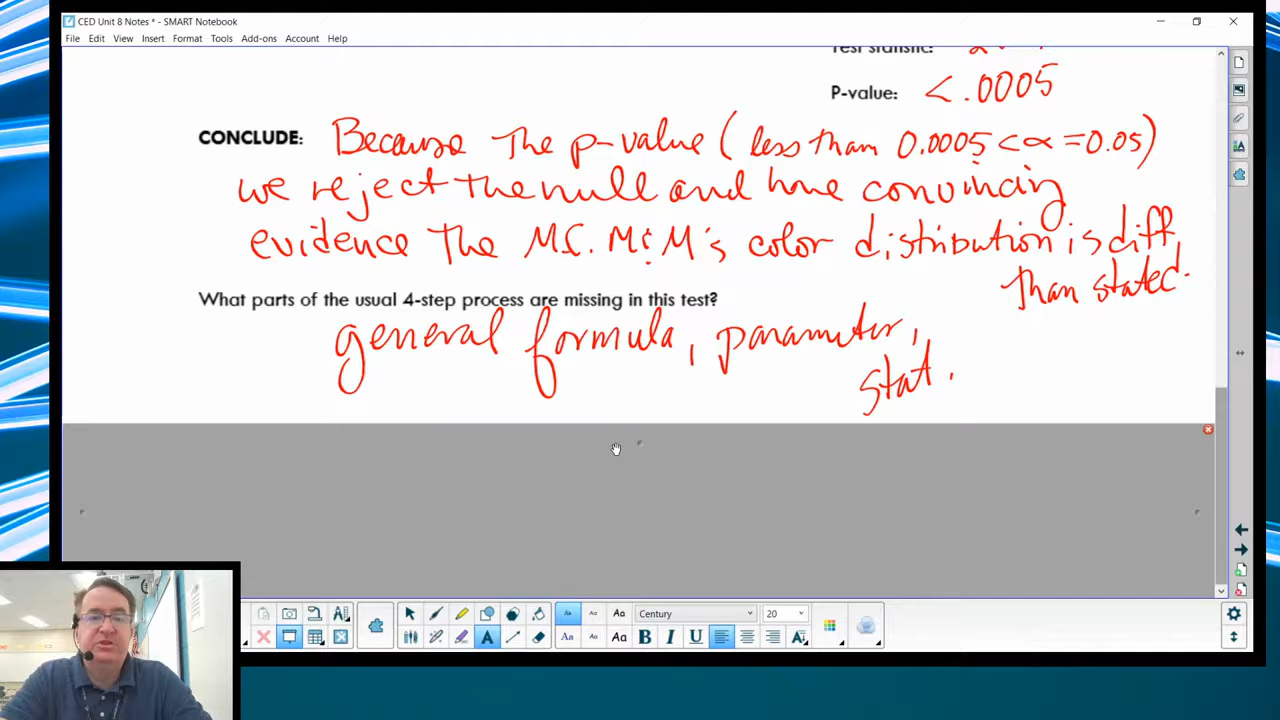 CED Unit 8 Notes * - SMART Notebook
File Edit View Insert Format Tools Add-ons Account Help
Test statistic:
P-value: < .0005
CONCLUDE: Because the p-value (less than 0.0005 < α = 0.05)
we reject the null and have convincing
evidence the M.C. M&M's color distribution is diff.
than stated.
What parts of the usual 4-step process are missing in this test?
general formula, parameter,
stat.
Century 20
B I U